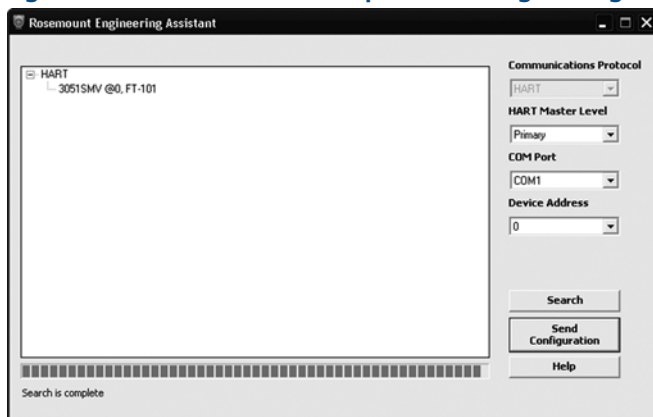 Rosemount Engineering Assistant
HART
3051SMV @0, FT-101
Communications Protocol
HART
HART Master Level
Primary
COM Port
COM1
Device Address
0
Search
Send
Configuration
Help
Search is complete